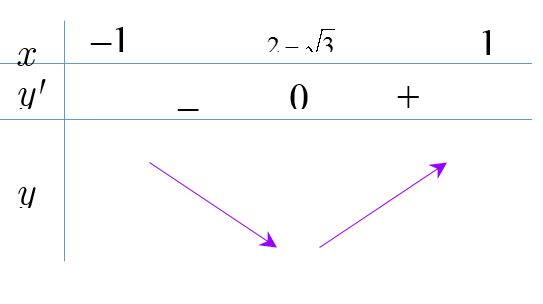 x −1 2 − √3 1
y′ − 0 +
y